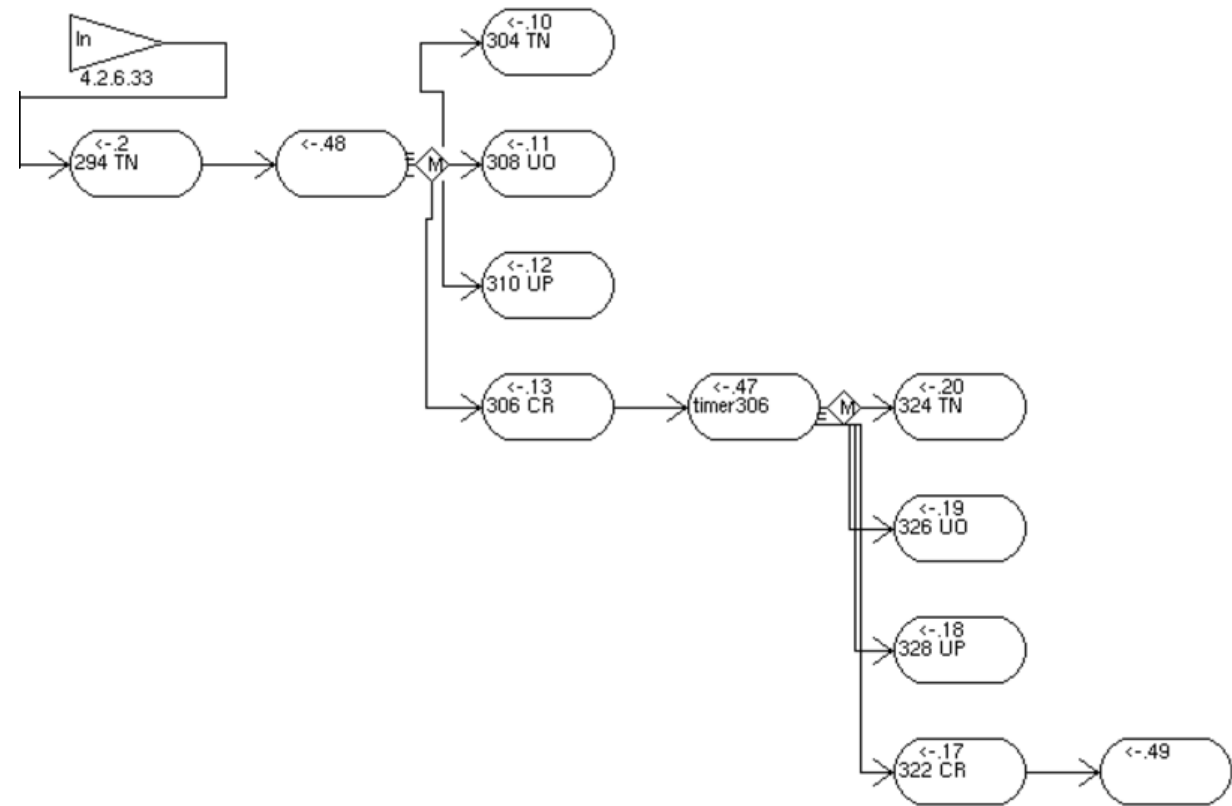 <-.10
304 TN
In
4.2.6.33
<-.2
294 TN
<-.48
M
<-.11
308 UO
<-.12
310 UP
<-.13
306 CR
<-.47
timer306
M
<-.20
324 TN
<-.19
326 UO
<-.18
328 UP
<-.17
322 CR
<-.49